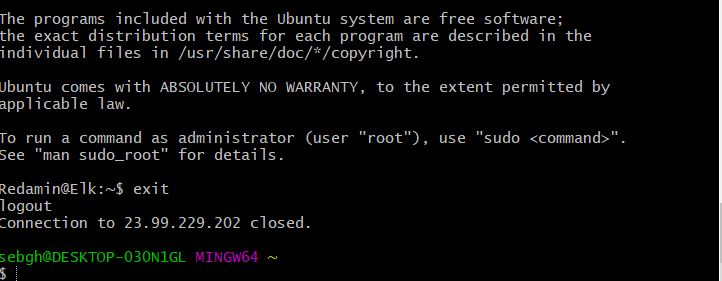 The programs included with the Ubuntu system are free software;
the exact distribution terms for each program are described in the
individual files in /usr/share/doc/*/copyright.
Ubuntu comes with ABSOLUTELY NO WARRANTY, to the extent permitted by
applicable law.
To run a command as administrator (user "root"), use "sudo <command>".
See "man sudo_root" for details.
Redamin@Elk:~$ exit
logout
Connection to 23.99.229.202 closed.
sebgh@DESKTOP-O3ON1GL MINGW64 ~
$